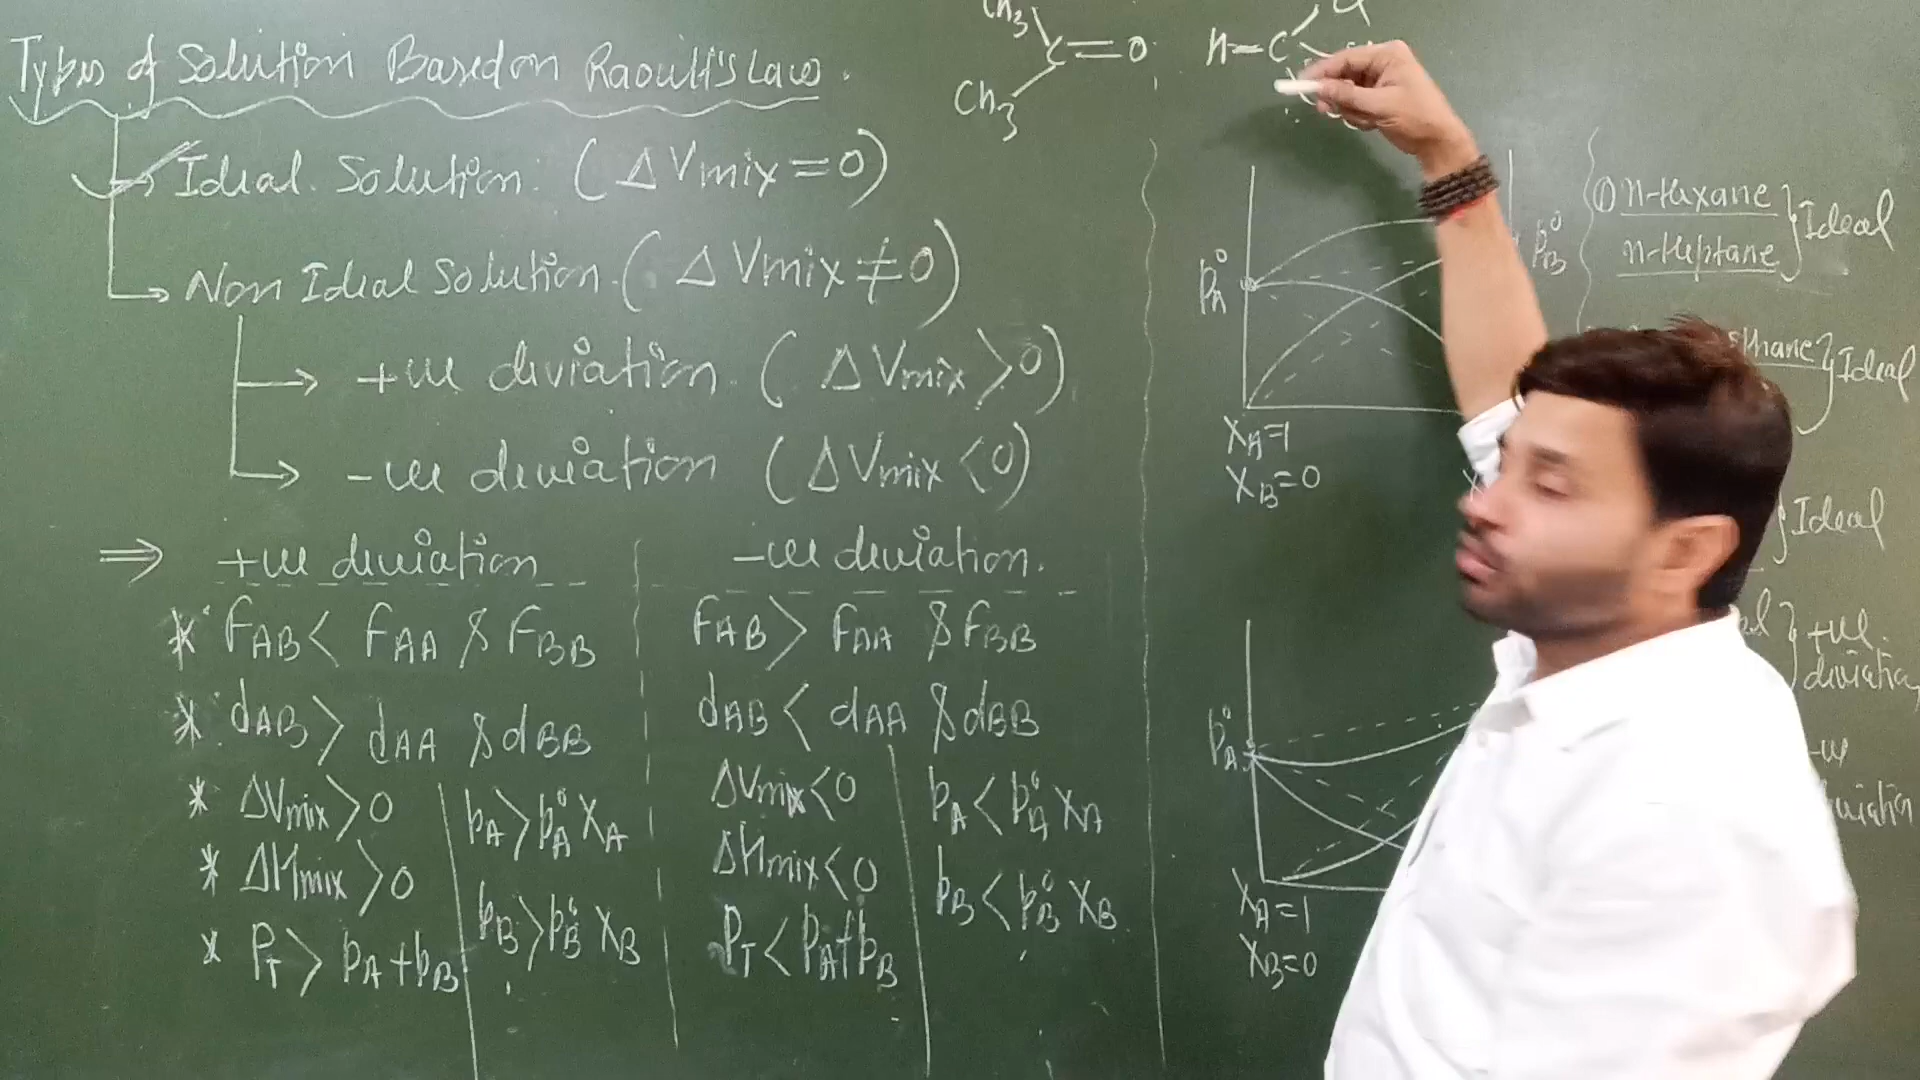 Types of Solution Based on Raoult's Law.
Ideal Solution. (ΔVmix=0)
Non Ideal Solution. (ΔVmix≠0)
+ve deviation. (ΔVmix>0)
-ve deviation (ΔVmix<0)
⇒ +ve deviation
* FAB < FAA & FBB
* dAB > dAA & dBB
* ΔVmix>0
* ΔHmix>0
* PT > pA+pB
pA>p°A XA
pB>p°B XB
-ve deviation.
FAB > FAA & FBB
dAB < dAA & dBB
ΔVmix<0
ΔHmix<0
PT < PA+pB
pA<p°A XA
pB<p°B XB
CH3
C=O
CH3
H-C
p°A
p°B
XA=1
XB=0
p°A
XA=1
XB=0
① n-Haxane
n-Heptane } Ideal
thane } Ideal
} Ideal
} +ve
deviation
-ve